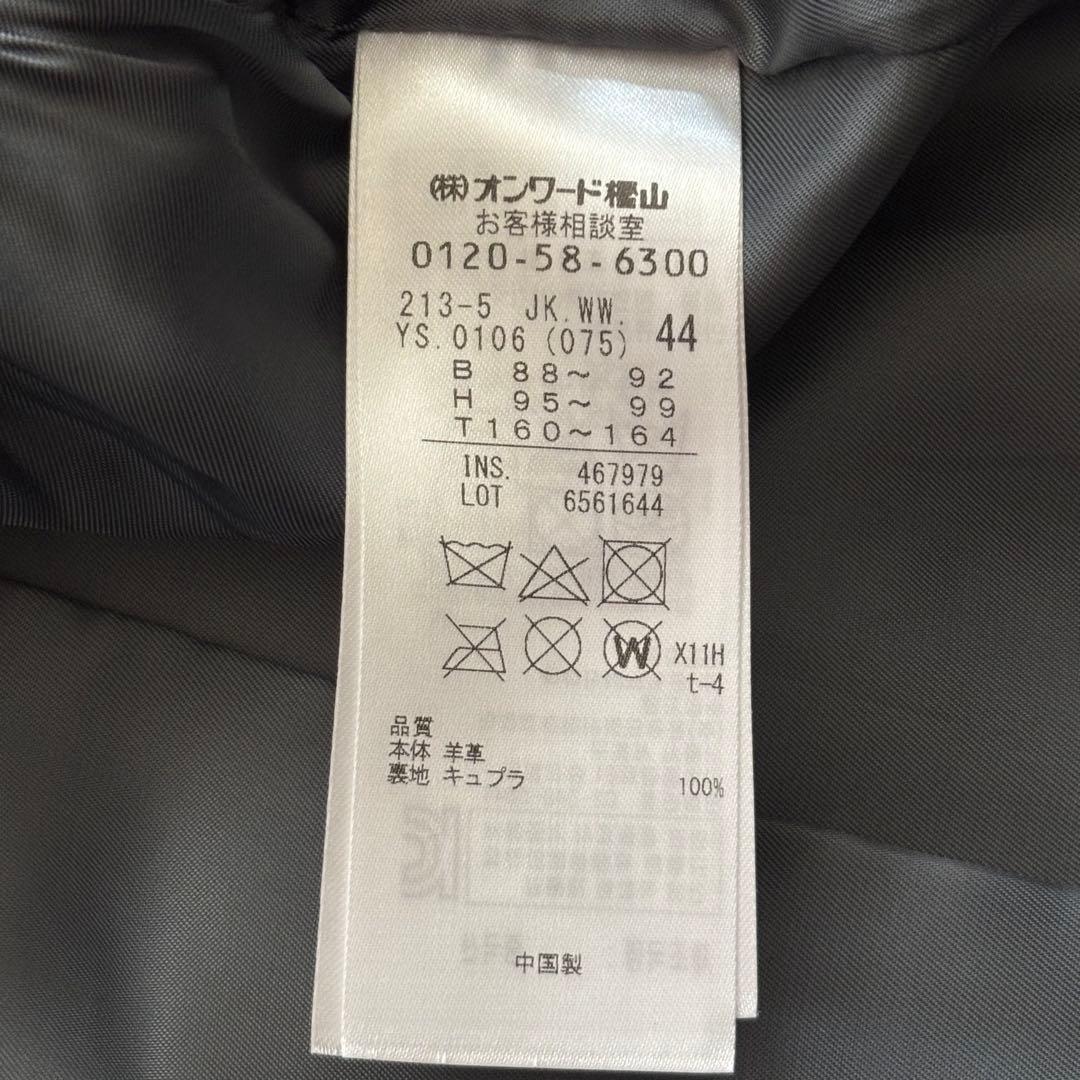 (株)オンワード樫山
お客様相談室
0120-58-6300
213-5 JK.WW.
YS.0106 (075) 44
B 88~ 92
H 95~ 99
T160~164
INS. 467979
LOT 6561644
W X11H
t-4
品質
本体 羊革
裏地 キュプラ 100%
中国製